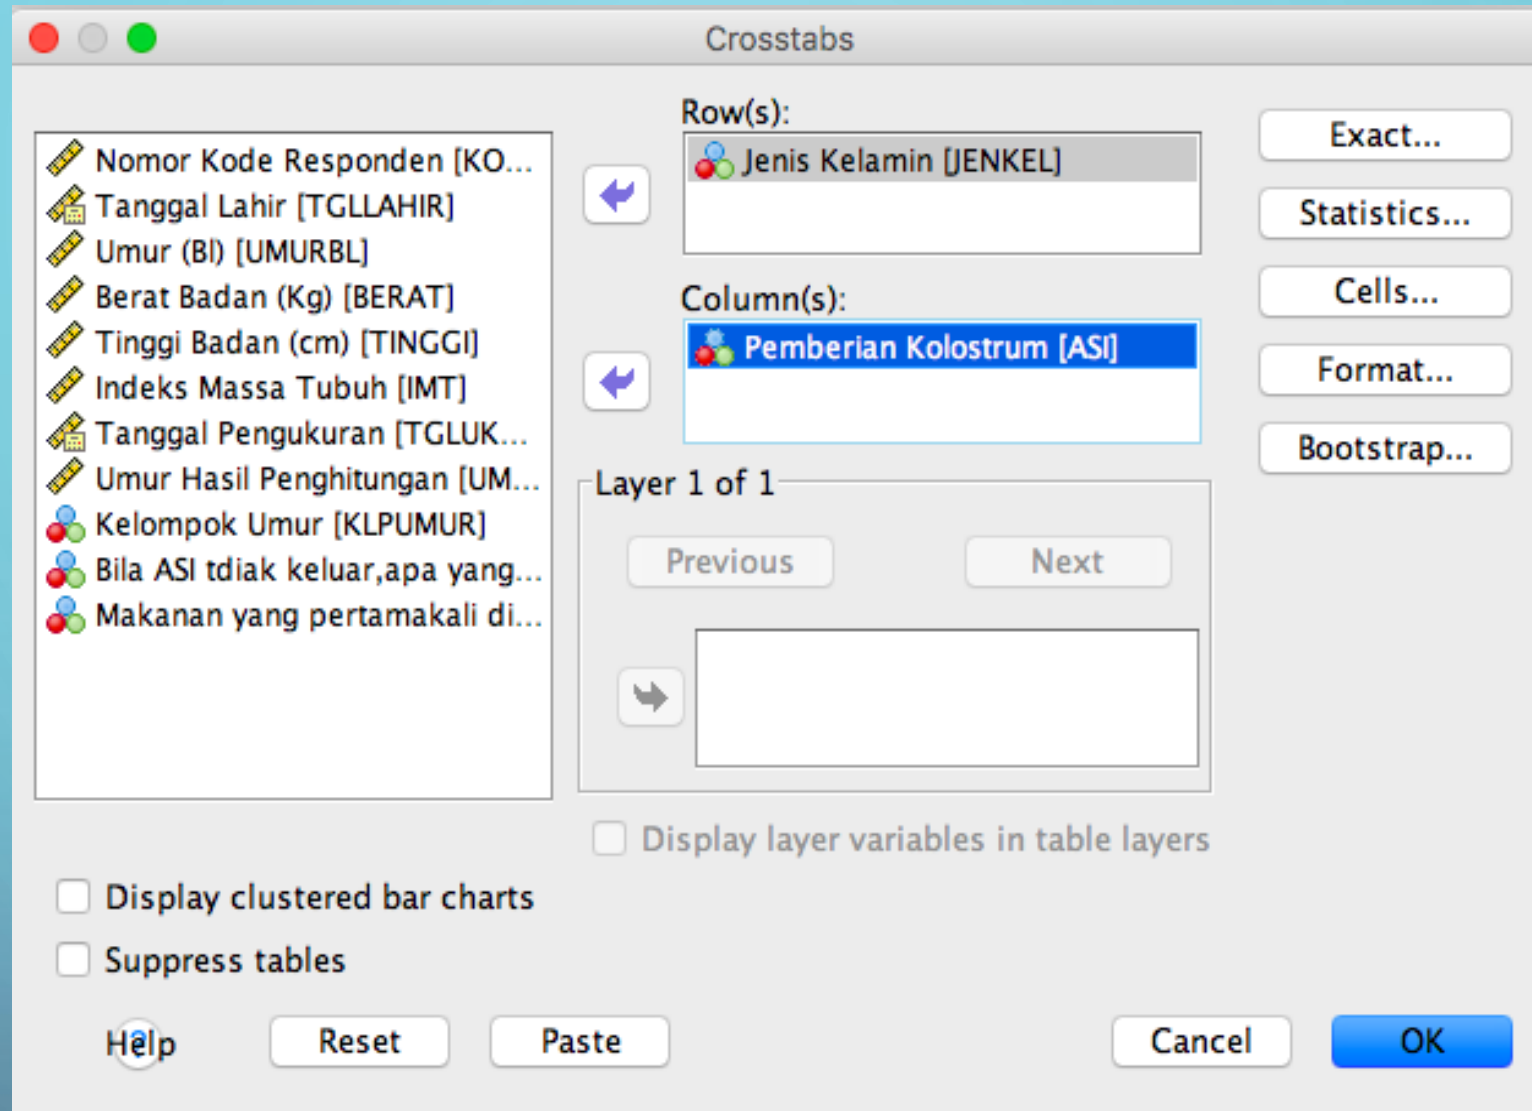 Crosstabs
Nomor Kode Responden [KO...
Tanggal Lahir [TGLLAHIR]
Umur (Bl) [UMURBL]
Berat Badan (Kg) [BERAT]
Tinggi Badan (cm) [TINGGI]
Indeks Massa Tubuh [IMT]
Tanggal Pengukuran [TGLUK...
Umur Hasil Penghitungan [UM...
Kelompok Umur [KLPUMUR]
Bila ASI tdiak keluar,apa yang...
Makanan yang pertamakali di...
Row(s):
Jenis Kelamin [JENKEL]
Column(s):
Pemberian Kolostrum [ASI]
Layer 1 of 1
Previous
Next
Display layer variables in table layers
Exact...
Statistics...
Cells...
Format...
Bootstrap...
Display clustered bar charts
Suppress tables
Help
Reset
Paste
Cancel
OK